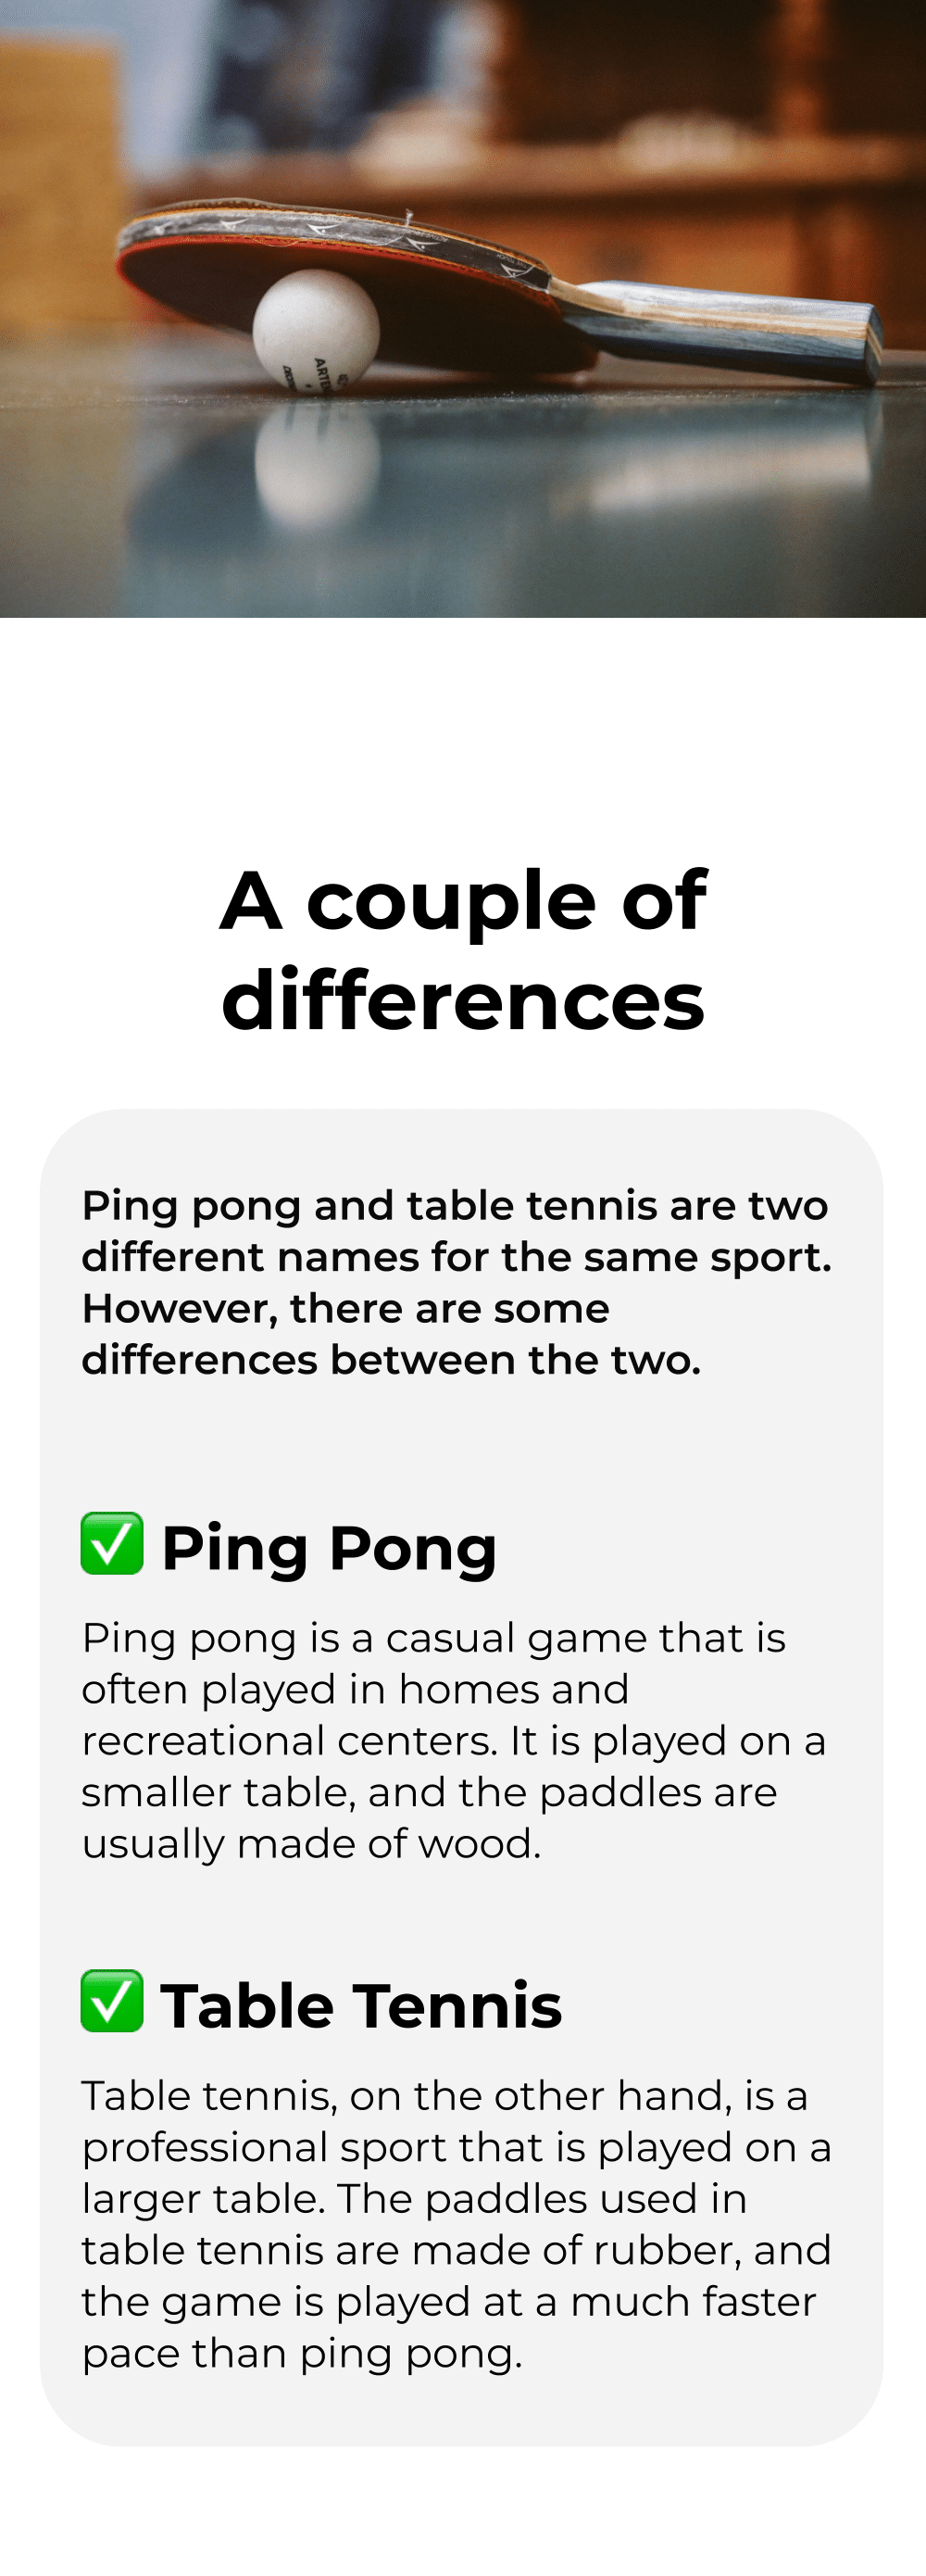 ARTE
A couple of
differences
Ping pong and table tennis are two
different names for the same sport.
However, there are some
differences between the two.
✅ Ping Pong
Ping pong is a casual game that is
often played in homes and
recreational centers. It is played on a
smaller table, and the paddles are
usually made of wood.
✅ Table Tennis
Table tennis, on the other hand, is a
professional sport that is played on a
larger table. The paddles used in
table tennis are made of rubber, and
the game is played at a much faster
pace than ping pong.